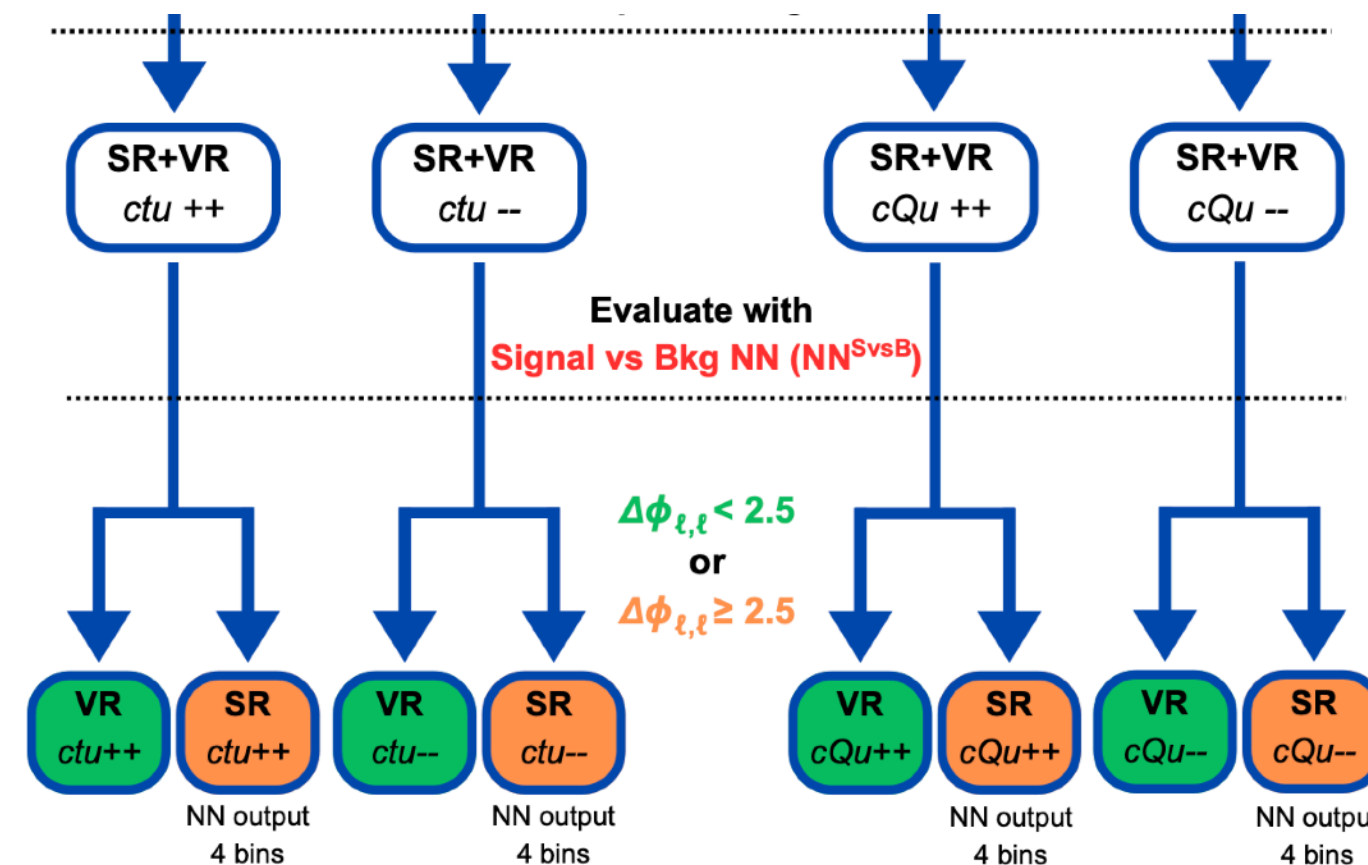 SR+VR
ctu ++
SR+VR
ctu --
SR+VR
cQu ++
SR+VR
cQu --
Evaluate with
Signal vs Bkg NN (NN^SvsB)
Δϕℓ,ℓ < 2.5
or
Δϕℓ,ℓ ≥ 2.5
VR
ctu++
SR
ctu++
VR
ctu--
SR
ctu--
VR
cQu++
SR
cQu++
VR
cQu--
SR
cQu--
NN output
4 bins
NN output
4 bins
NN output
4 bins
NN outpu
4 bins